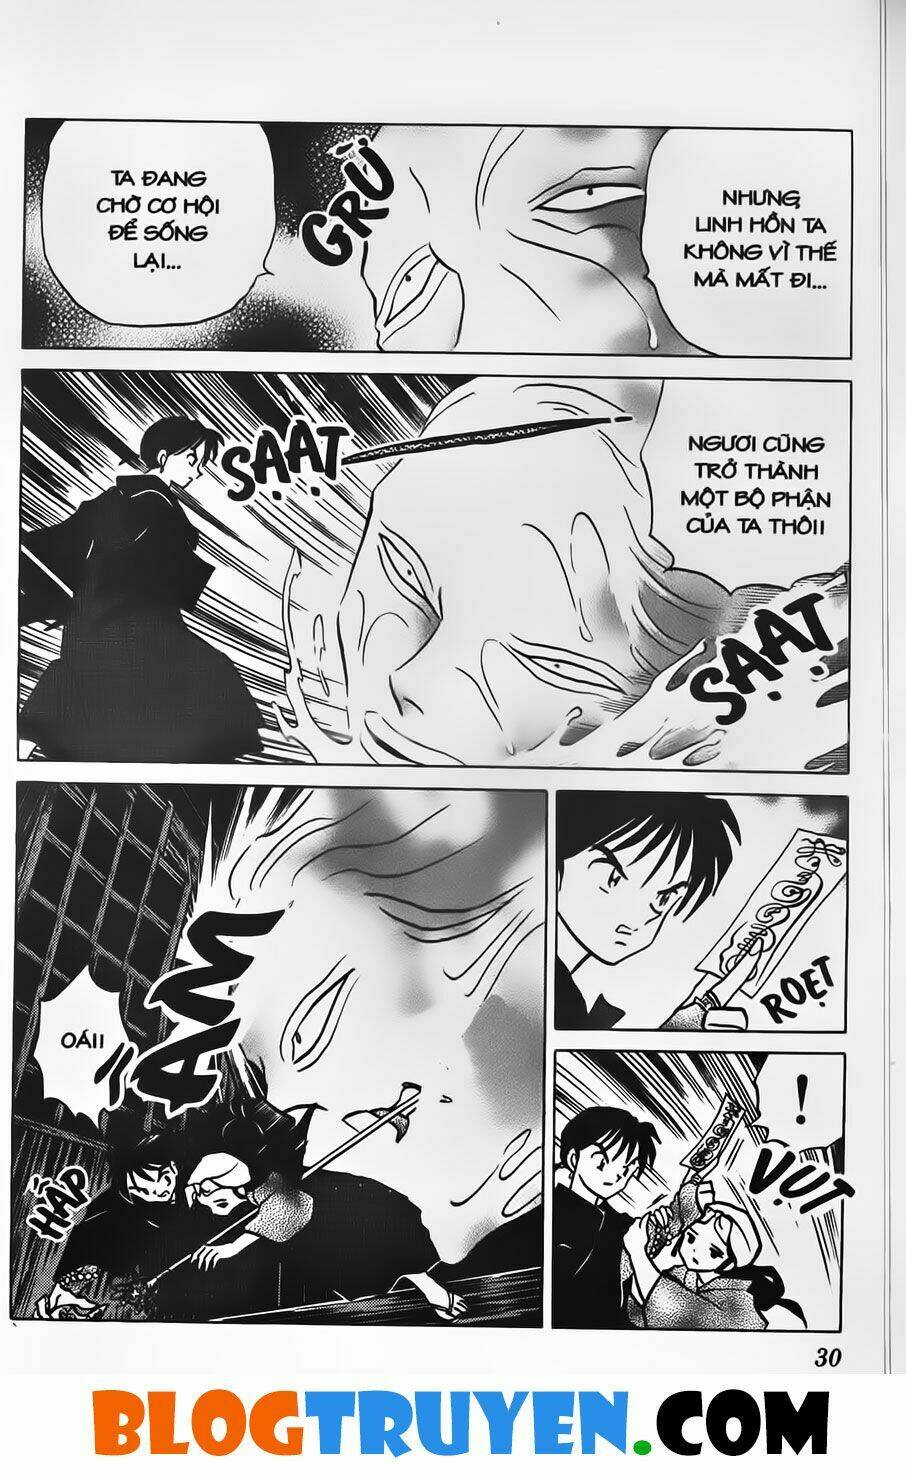 NHƯNG,
LINH HỒN TA
KHÔNG VÌ THẾ
MÀ MẤT ĐI...
GRỪ
TA ĐANG
CHỜ CƠ HỘI
ĐỂ SỐNG
LẠI...
NGƯƠI CŨNG
TRỞ THÀNH
MỘT BỘ PHẬN
CỦA TA THÔI!
SẠẠT
SẠẠT
ROẸT
!
VỤT
ẦM
OÁI!
HẤP
30
BLOGTRUYEN.COM